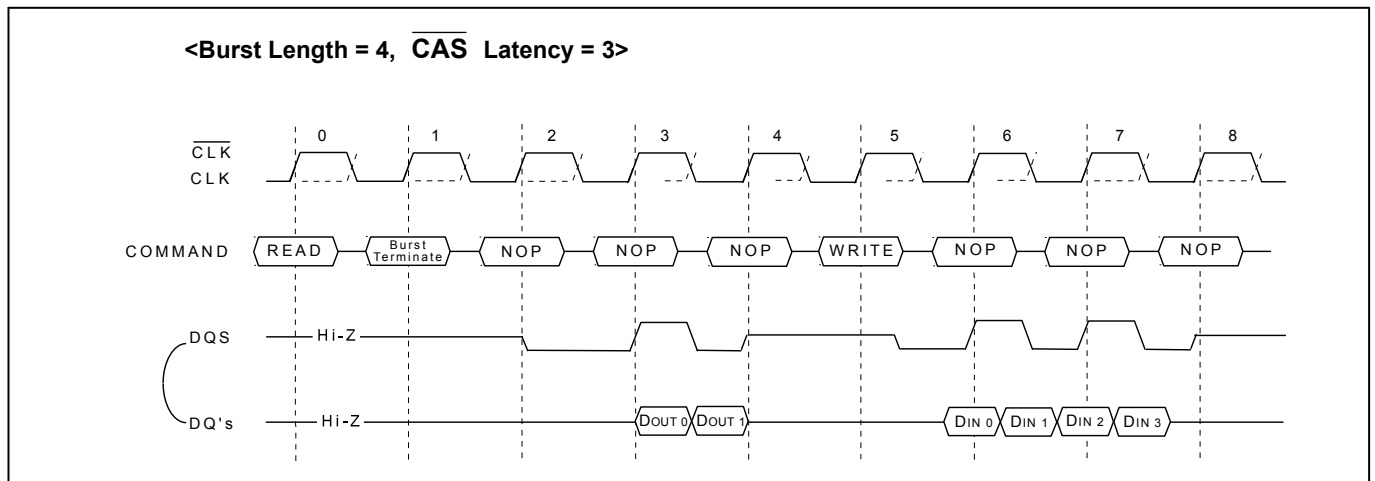 <Burst Length = 4, CAS Latency = 3>
0 1 2 3 4 5 6 7 8
CLK
CLK
COMMAND READ Burst Terminate NOP NOP NOP WRITE NOP NOP NOP
DQS Hi-Z
DQ's Hi-Z DOUT 0 DOUT 1 DIN 0 DIN 1 DIN 2 DIN 3